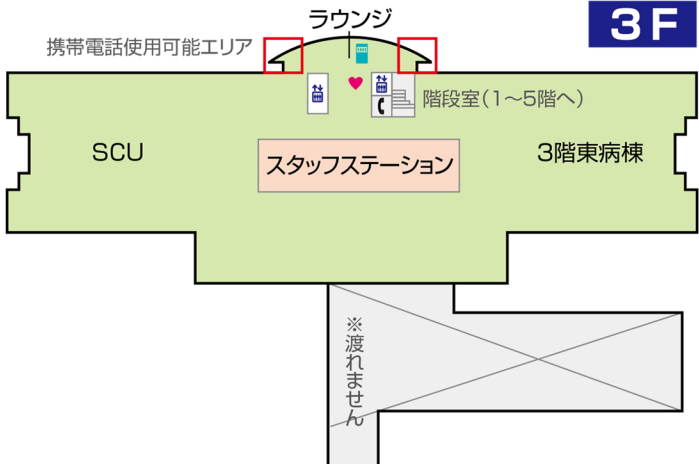 ラウンジ
3F
携帯電話使用可能エリア
階段室(1〜5階へ)
SCU
スタッフステーション
3階東病棟
※渡れません